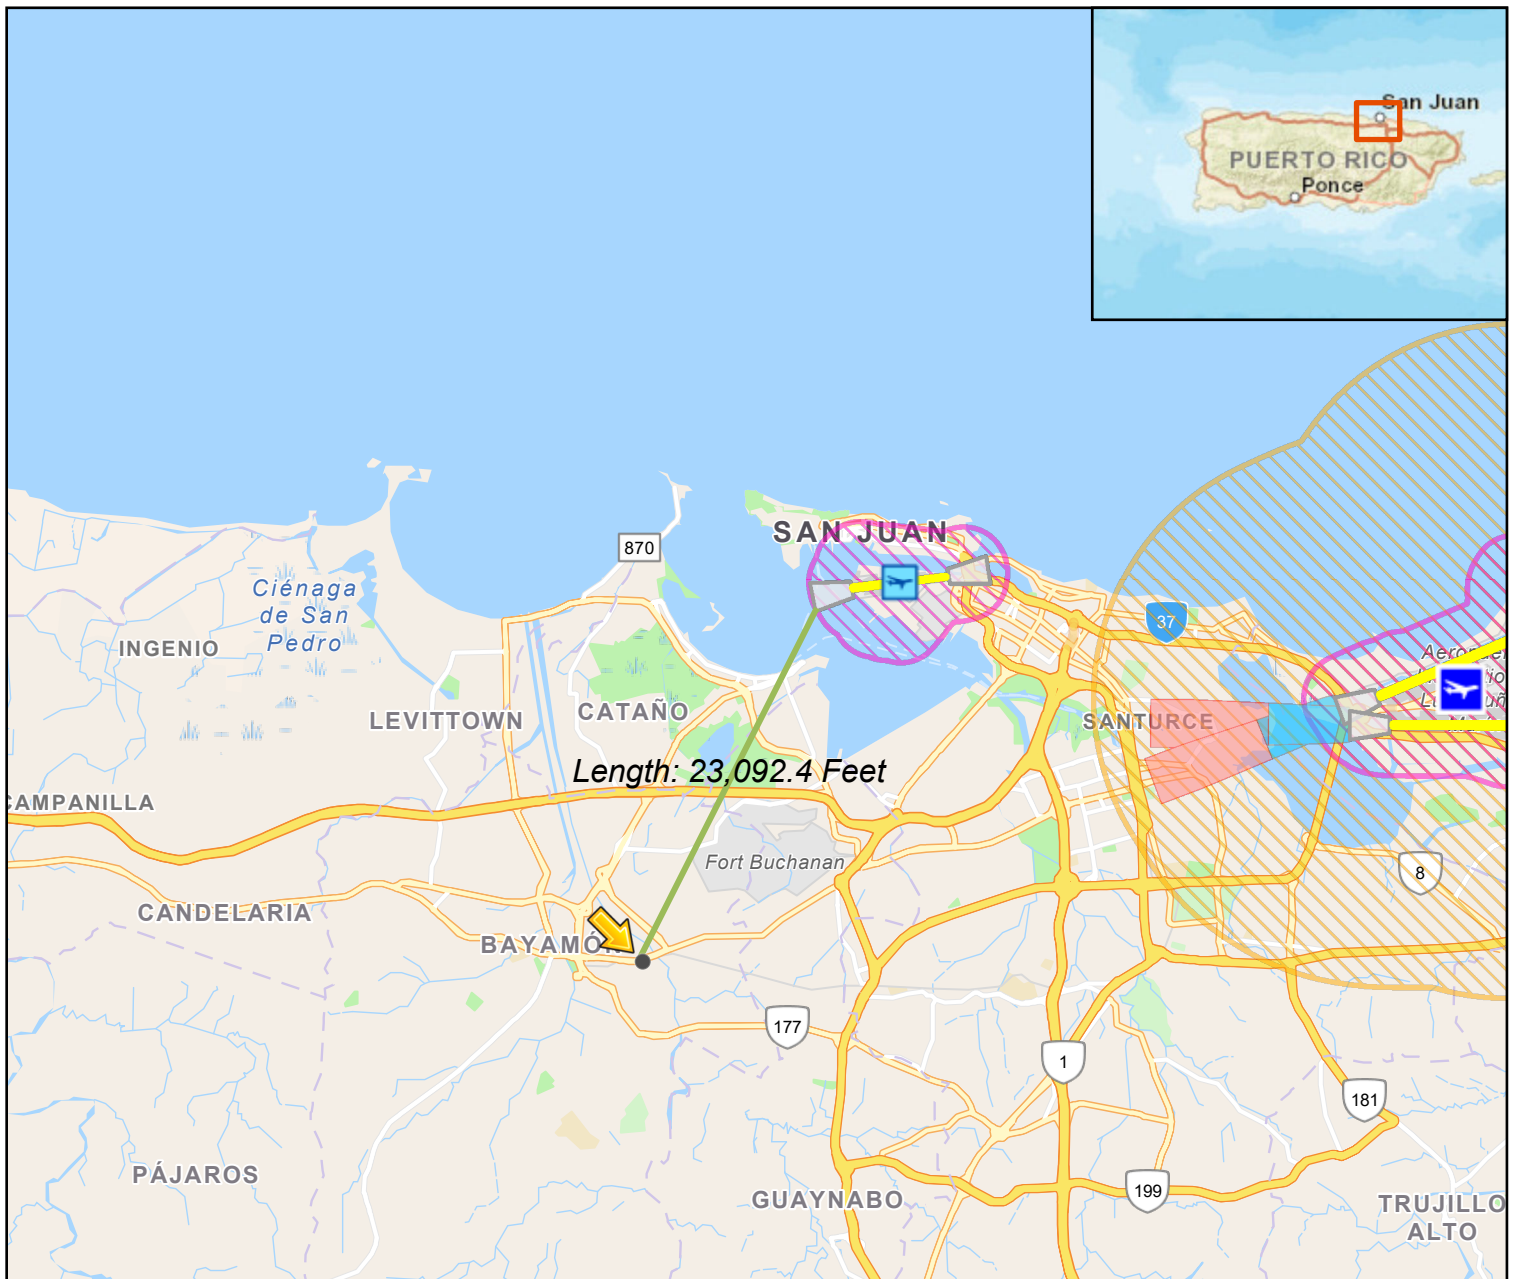 San Juan
PUERTO RICO
Ponce
SAN JUAN
870
Ciénaga
de San
Pedro
INGENIO
37
LEVITTOWN
CATAÑO
SANTURCE
Length: 23,092.4 Feet
CAMPANILLA
Fort Buchanan
8
CANDELARIA
BAYAMÓN
177
1
181
PÁJAROS
GUAYNABO
199
TRUJILLO
ALTO